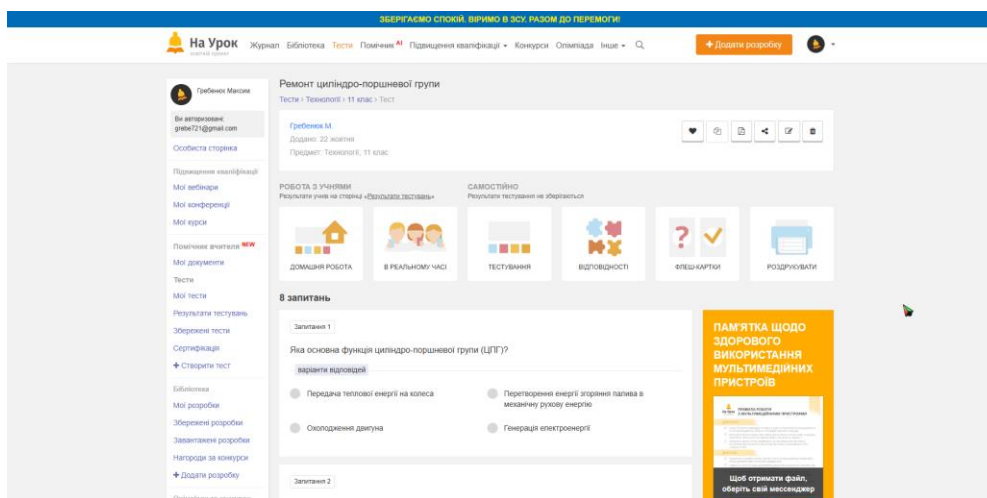 ЗБЕРІГАЄМО СПОКІЙ. ВІРИМО В ЗСУ. РАЗОМ ДО ПЕРЕМОГИ!
На Урок
Журнал Бібліотека Тести Помічник AI Підвищення кваліфікації Конкурси Олімпіада Інше
+ Додати розробку
Гребенюк Максим
Ви авторизовані:
grebe721@gmail.com
Особиста сторінка
Підвищення кваліфікації
Мої вебінари
Мої конференції
Мої курси
Помічник вчителя NEW
Мої документи
Тести
Мої тести
Результати тестувань
Збережені тести
Сертифікація
+ Створити тест
Бібліотека
Мої розробки
Збережені розробки
Завантажені розробки
Нагороди за конкурси
+ Додати розробку
Ремонт циліндро-поршневої групи
Тести › Технології › 11 клас › Тест
Гребенюк М.
Додано: 22 жовтня
Предмет: Технології, 11 клас
РОБОТА З УЧНЯМИ
Результати учнів на сторінці «Результати тестувань»
САМОСТІЙНО
Результати тестування не зберігаються
ДОМАШНЯ РОБОТА
В РЕАЛЬНОМУ ЧАСІ
ТЕСТУВАННЯ
ВІДПОВІДНОСТІ
ФЛЕШ-КАРТКИ
РОЗДРУКУВАТИ
8 запитань
Запитання 1
Яка основна функція циліндро-поршневої групи (ЦПГ)?
варіанти відповідей
Передача теплової енергії на колеса
Перетворення енергії згоряння палива в
механічну рухову енергію
Охолодження двигуна
Генерація електроенергії
Запитання 2
ПАМ'ЯТКА ЩОДО
ЗДОРОВОГО
ВИКОРИСТАННЯ
МУЛЬТИМЕДІЙНИХ
ПРИСТРОЇВ
Щоб отримати файл,
оберіть свій мессенджер